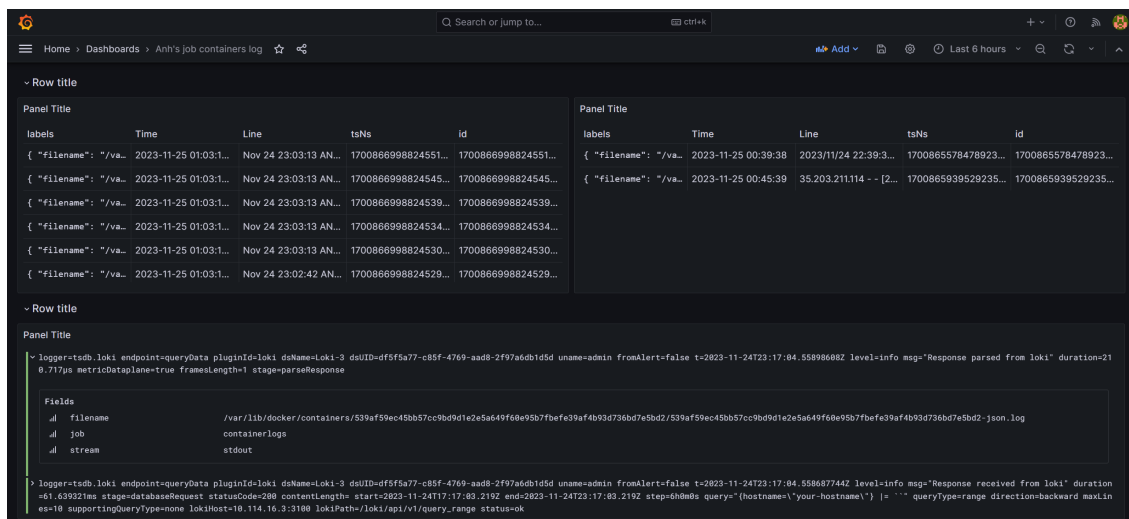 Search or jump to... ctrl+k
Home › Dashboards › Anh's job containers log Add Last 6 hours
Row title
Panel Title
labels Time Line tsNs id
{ "filename": "/va… 2023-11-25 01:03:1... Nov 24 23:03:13 AN... 1700866998824551... 1700866998824551...
{ "filename": "/va… 2023-11-25 01:03:1... Nov 24 23:03:13 AN... 1700866998824545... 1700866998824545...
{ "filename": "/va… 2023-11-25 01:03:1... Nov 24 23:03:13 AN... 1700866998824539... 1700866998824539...
{ "filename": "/va… 2023-11-25 01:03:1... Nov 24 23:03:13 AN... 1700866998824534... 1700866998824534...
{ "filename": "/va… 2023-11-25 01:03:1... Nov 24 23:03:13 AN... 1700866998824530... 1700866998824530...
{ "filename": "/va… 2023-11-25 01:03:1... Nov 24 23:02:42 AN... 1700866998824529... 1700866998824529...
Panel Title
labels Time Line tsNs id
{ "filename": "/va… 2023-11-25 00:39:38 2023/11/24 22:39:3... 1700865578478923... 1700865578478923...
{ "filename": "/va… 2023-11-25 00:45:39 35.203.211.114 - - [2... 1700865939529235... 1700865939529235...
Row title
Panel Title
logger=tsdb.loki endpoint=queryData pluginId=loki dsName=Loki-3 dsUID=df5f5a77-c85f-4769-aad8-2f97a6db1d5d uname=admin fromAlert=false t=2023-11-24T23:17:04.55898608Z level=info msg="Response parsed from loki" duration=21
0.717µs metricDataplane=true framesLength=1 stage=parseResponse
Fields
filename /var/lib/docker/containers/539af59ec45bb57cc9bd9d1e2e5a649f60e95b7fbefe39af4b93d736bd7e5bd2/539af59ec45bb57cc9bd9d1e2e5a649f60e95b7fbefe39af4b93d736bd7e5bd2-json.log
job containerlogs
stream stdout
logger=tsdb.loki endpoint=queryData pluginId=loki dsName=Loki-3 dsUID=df5f5a77-c85f-4769-aad8-2f97a6db1d5d uname=admin fromAlert=false t=2023-11-24T23:17:04.558687744Z level=info msg="Response received from loki" duration
=61.639321ms stage=databaseRequest statusCode=200 contentLength= start=2023-11-24T17:17:03.219Z end=2023-11-24T23:17:03.219Z step=6h0m0s query="{hostname=\"your-hostname\"} |= ``" queryType=range direction=backward maxLin
es=10 supportingQueryType=none lokiHost=10.114.16.3:3100 lokiPath=/loki/api/v1/query_range status=ok